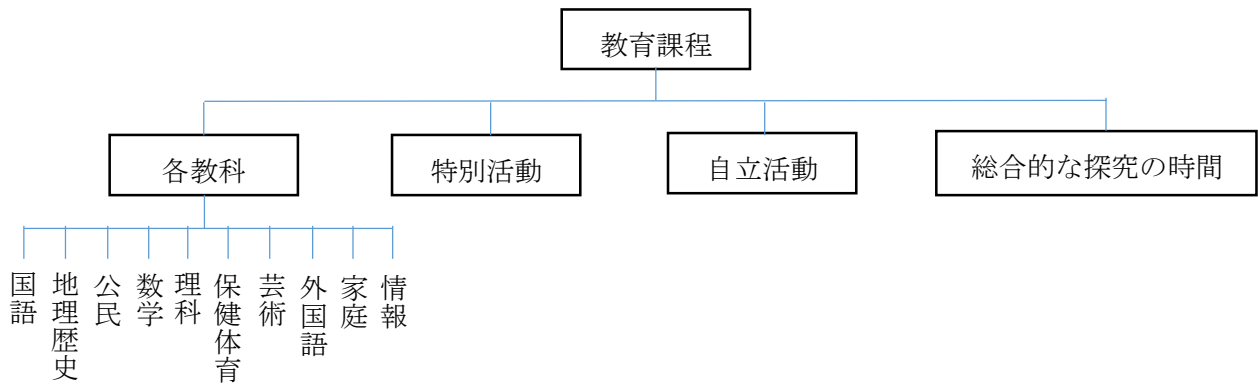 教育課程
各教科
特別活動
自立活動
総合的な探究の時間
国語
地理歴史
公民
数学
理科
保健体育
芸術
外国語
家庭
情報